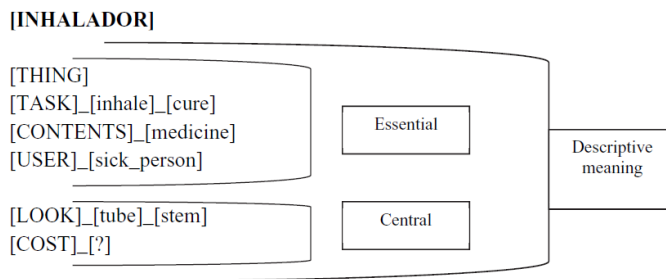 [INHALADOR]
[THING]
[TASK]_[inhale]_[cure]
[CONTENTS]_[medicine]
[USER]_[sick_person]
Essential
Descriptive
meaning
[LOOK]_[tube]_[stem]
[COST]_[?]
Central